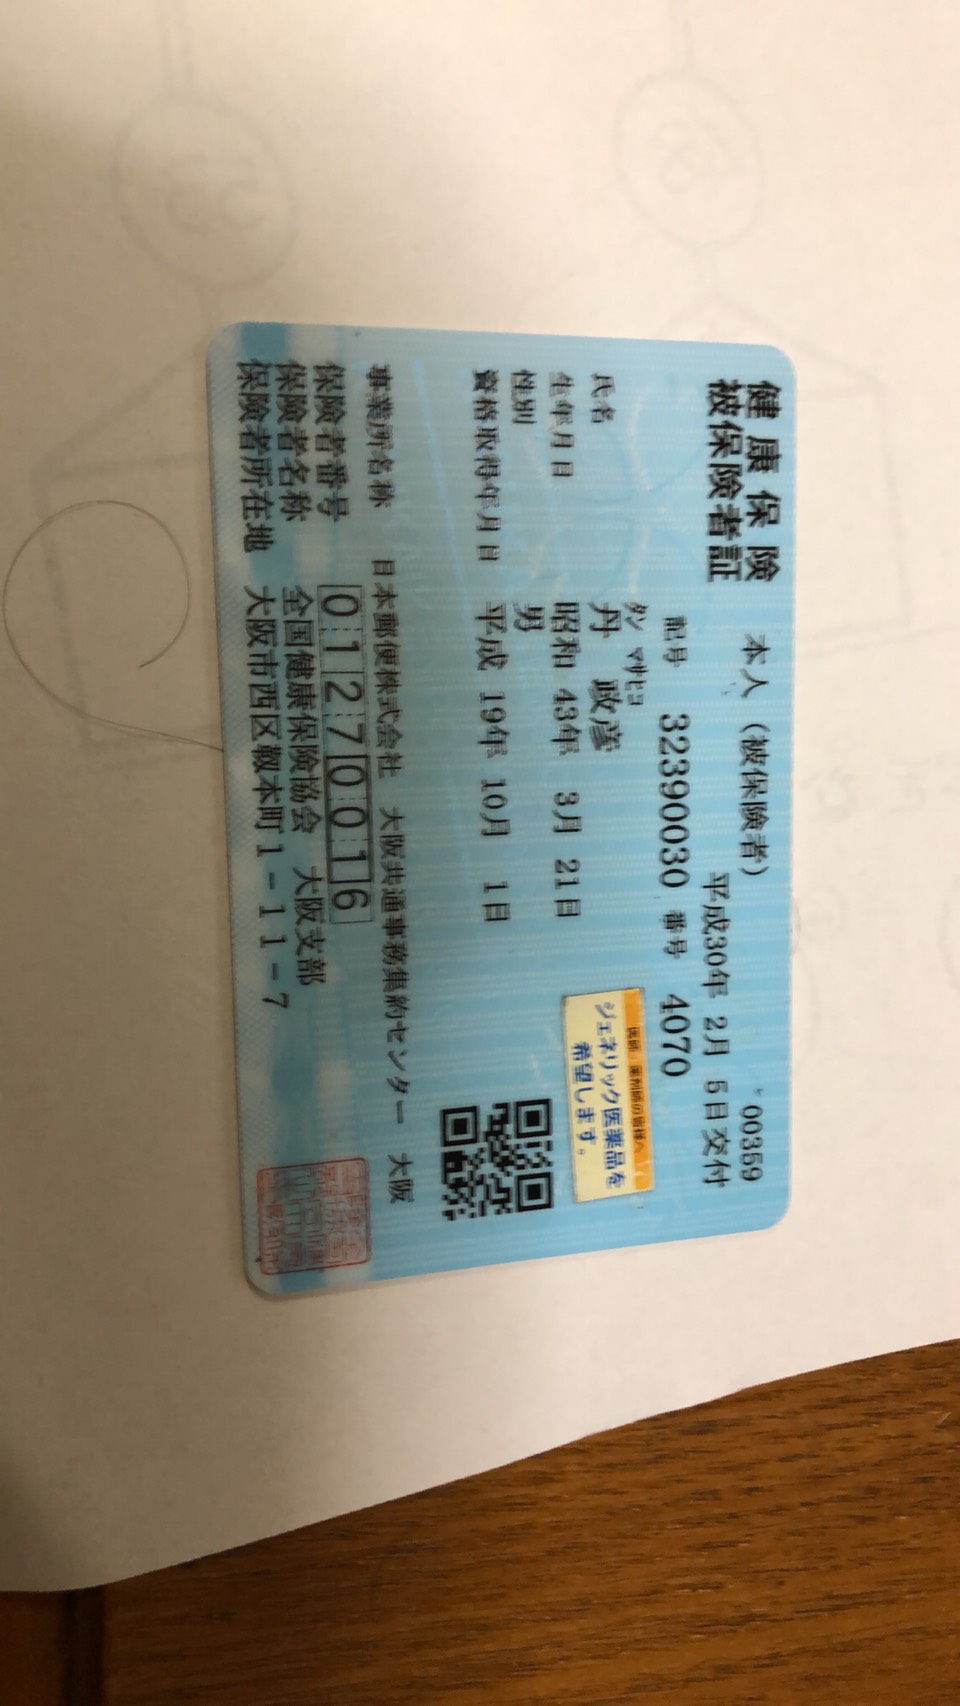 健康保険
被保険者証
本人（被保険者）
00359
平成30年 2月 5日交付
記号 32390030 番号 4070
タン マサヒコ
氏名 丹 政彦
生年月日 昭和 43年 3月 21日
性別 男
資格取得年月日 平成 19年 10月 1日
医師・薬剤師の皆様へ
ジェネリック医薬品を
希望します。
事業所名称 日本郵便株式会社 大阪共通事務集約センター 大阪
保険者番号 01270016
保険者名称 全国健康保険協会 大阪支部
保険者所在地 大阪市西区靱本町1-11-7